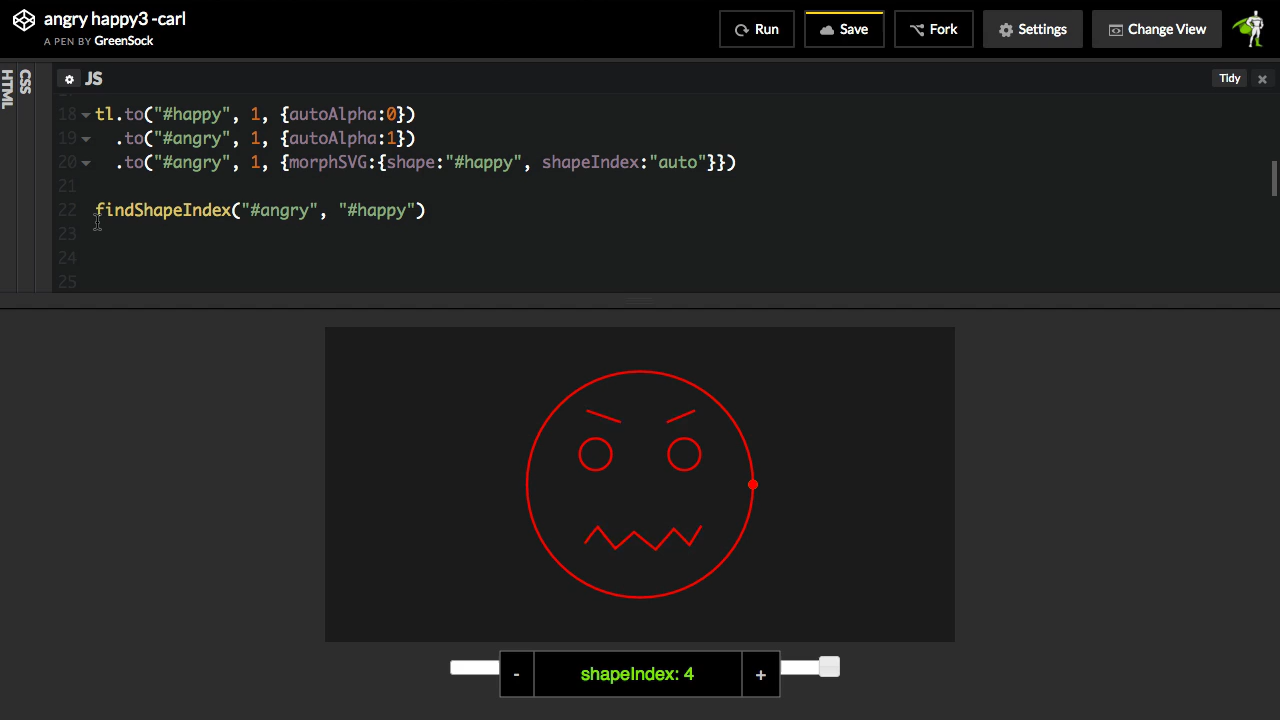 angry happy3 -carl
A PEN BY GreenSock
Run
Save
Fork
Settings
Change View
HTML
CSS
JS
Tidy
18 tl.to("#happy", 1, {autoAlpha:0})
19 .to("#angry", 1, {autoAlpha:1})
20 .to("#angry", 1, {morphSVG:{shape:"#happy", shapeIndex:"auto"}})
21
22 findShapeIndex("#angry", "#happy")
23
24
25
- shapeIndex: 4 +